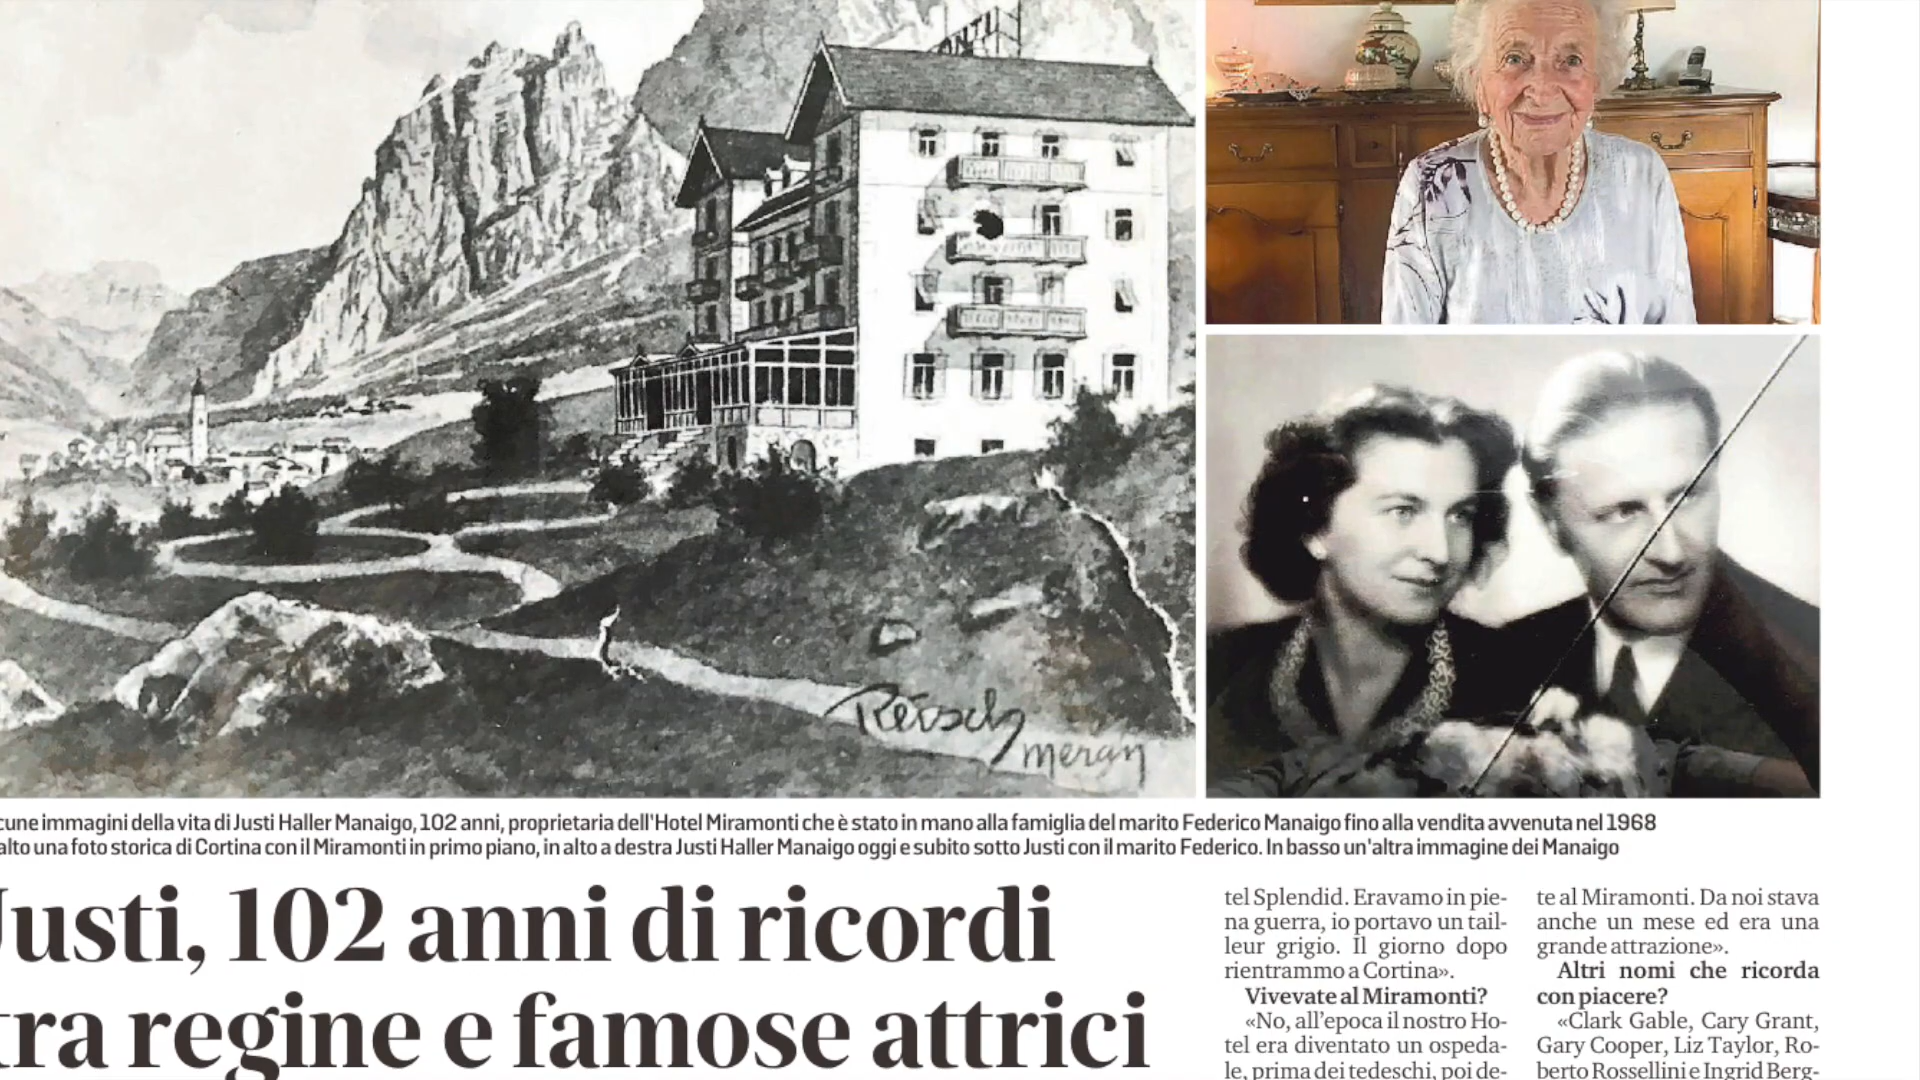 Rersch
meran
cune immagini della vita di Justi Haller Manaigo, 102 anni, proprietaria dell'Hotel Miramonti che è stato in mano alla famiglia del marito Federico Manaigo fino alla vendita avvenuta nel 1968
alto una foto storica di Cortina con il Miramonti in primo piano, in alto a destra Justi Haller Manaigo oggi e subito sotto Justi con il marito Federico. In basso un'altra immagine dei Manaigo
Justi, 102 anni di ricordi
tra regine e famose attrici
tel Splendid. Eravamo in pie-
na guerra, io portavo un tail-
leur grigio. Il giorno dopo
rientrammo a Cortina».
Vivevate al Miramonti?
«No, all'epoca il nostro Ho-
tel era diventato un ospeda-
le, prima dei tedeschi, poi de-
te al Miramonti. Da noi stava
anche un mese ed era una
grande attrazione».
Altri nomi che ricorda
con piacere?
«Clark Gable, Cary Grant,
Gary Cooper, Liz Taylor, Ro-
berto Rossellini e Ingrid Berg-